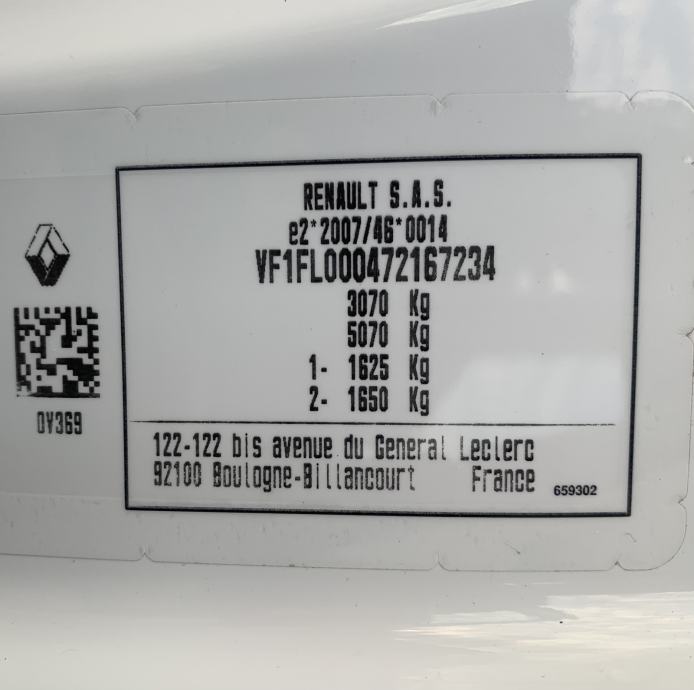 RENAULT S.A.S.
e2*2007/46*0014
VF1FL000472167234
3070 Kg
5070 Kg
1- 1625 Kg
2- 1650 Kg
0V369
122-122 bis avenue du General Leclerc
92100 Boulogne-Billancourt France
659302